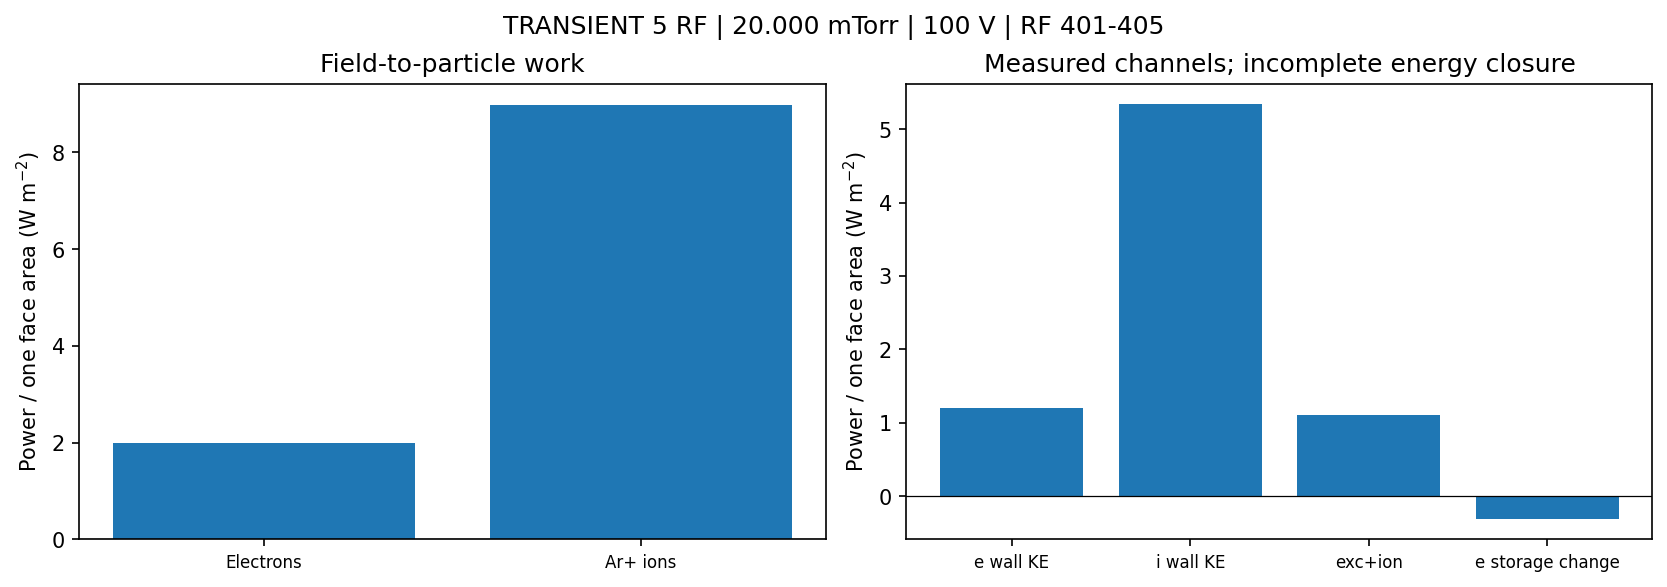 TRANSIENT 5 RF | 20.000 mTorr | 100 V | RF 401-405
Field-to-particle work
Power / one face area (W m⁻²)
8
6
4
2
0
Electrons
Ar+ ions
Measured channels; incomplete energy closure
Power / one face area (W m⁻²)
5
4
3
2
1
0
e wall KE
i wall KE
exc+ion
e storage change